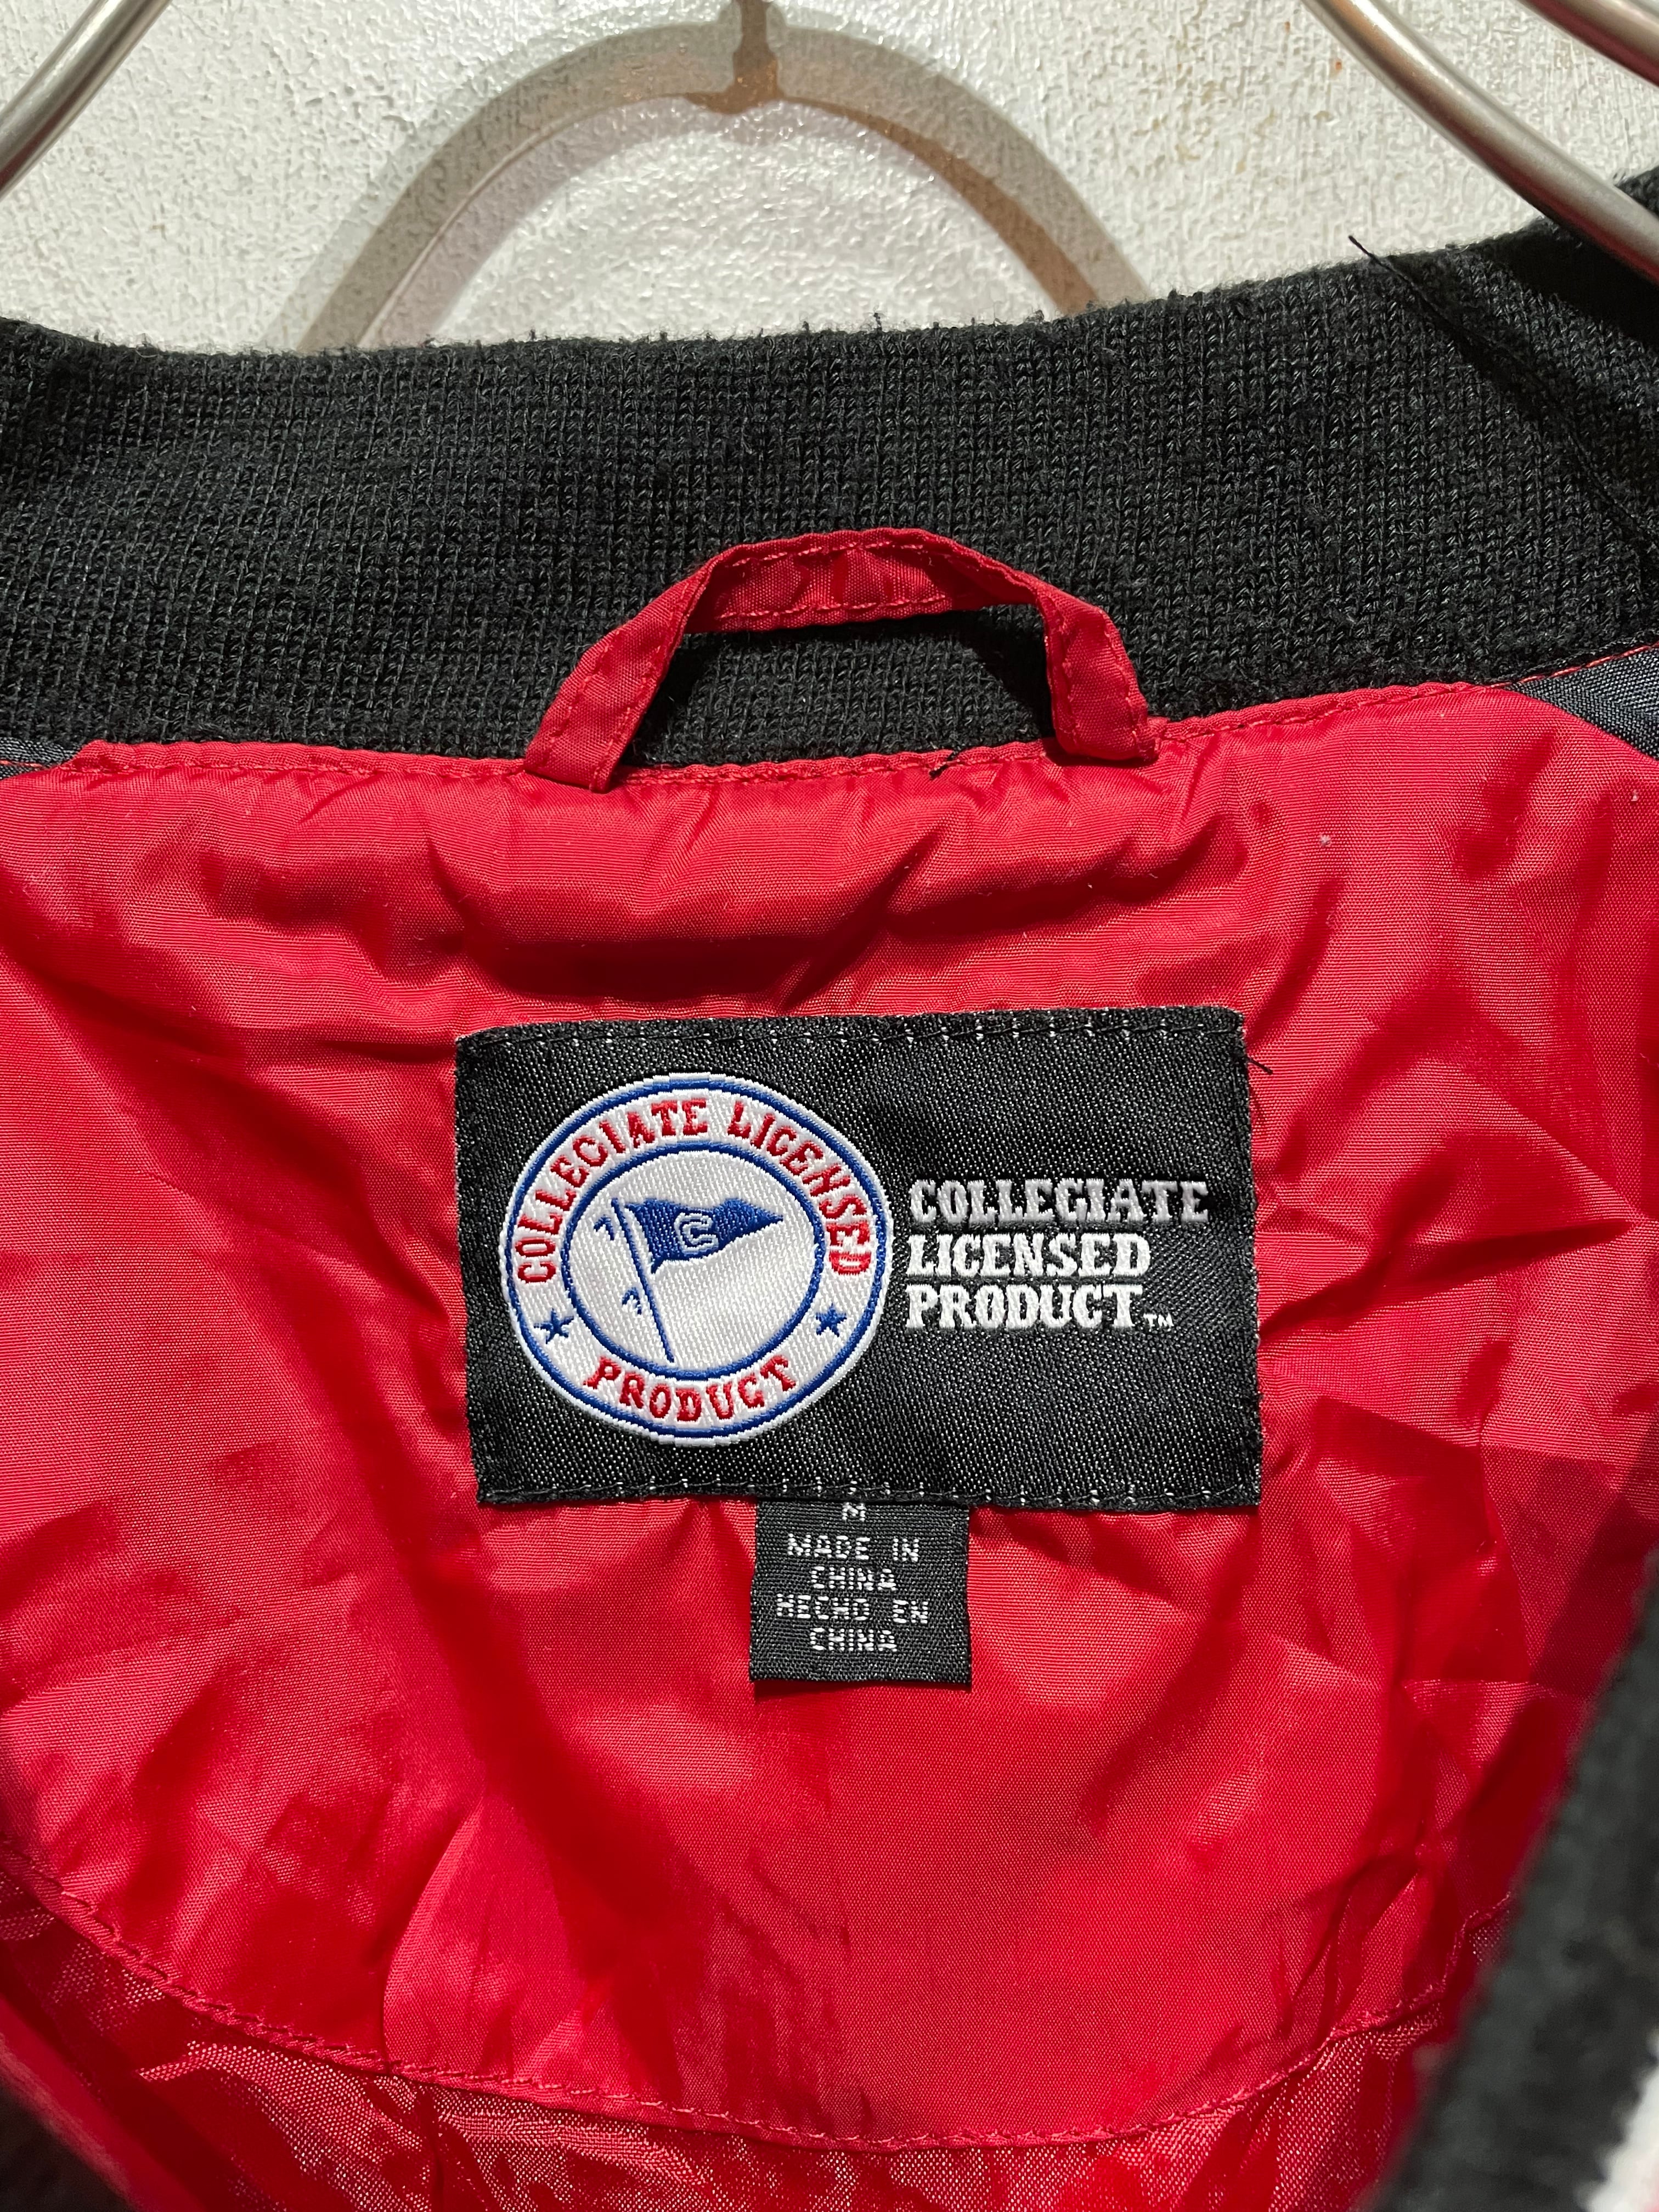 COLLEGIATE LICENSED
C
PRODUCT
COLLEGIATE
LICENSED
PRODUCT™
M
MADE IN
CHINA
HECHO EN
CHINA